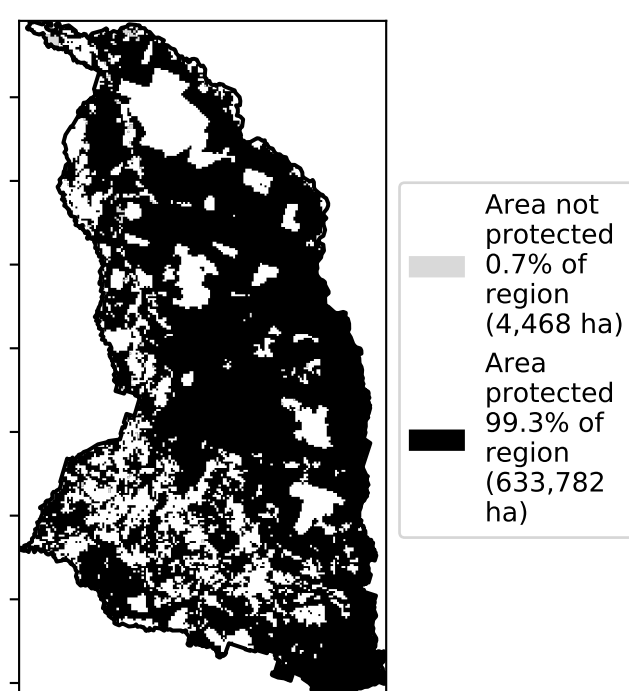 Area not
protected
0.7% of
region
(4,468 ha)
Area
protected
99.3% of
region
(633,782
ha)